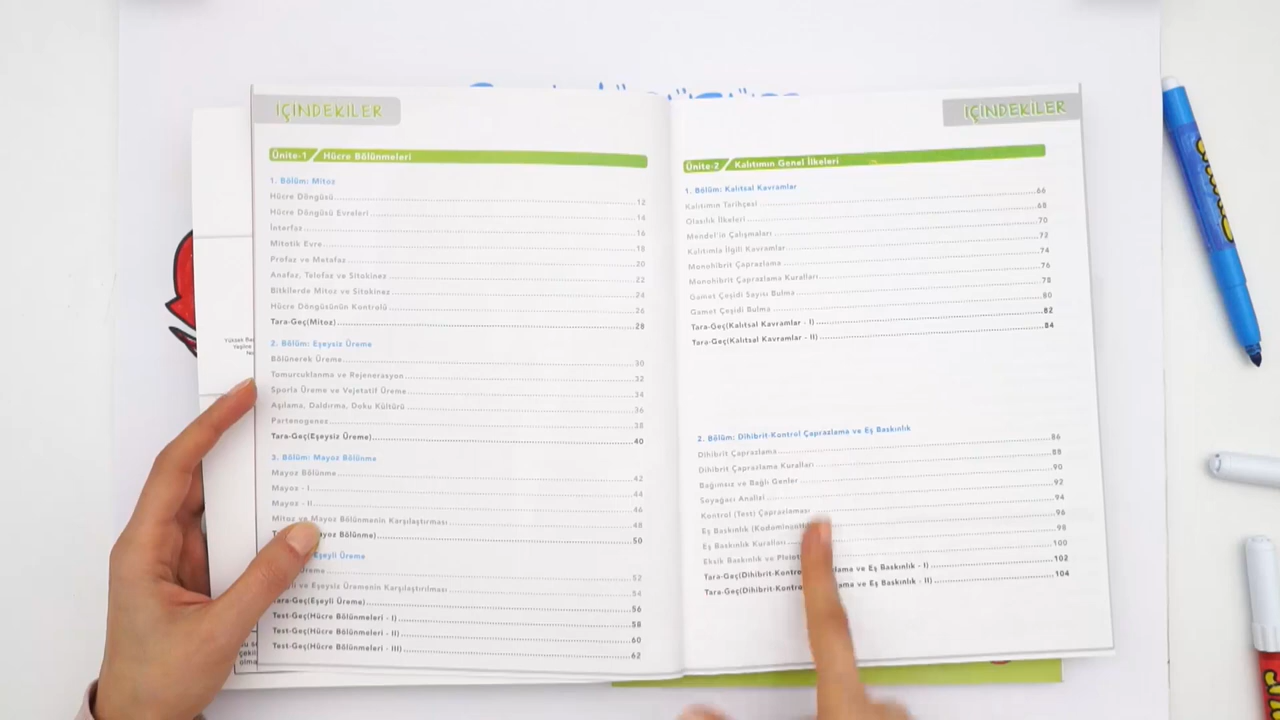 İÇİNDEKİLER
Ünite-1 Hücre Bölünmeleri
1. Bölüm: Mitoz
Hücre Döngüsü 12
Hücre Döngüsü Evreleri 16
İnterfaz 16
Mitotik Evre 18
Profaz ve Metafaz 20
Anafaz, Telofaz ve Sitokinez 22
Bitkilerde Mitoz ve Sitokinez 24
Hücre Döngüsünün Kontrolü 26
Tara-Geç(Mitoz) 28
2. Bölüm: Eşeysiz Üreme
Bölünerek Üreme 30
Tomurcuklanma ve Rejenerasyon 32
Sporla Üreme ve Vejetatif Üreme 34
Aşılama, Daldırma, Doku Kültürü 36
Partenogenez 38
Tara-Geç(Eşeysiz Üreme) 40
3. Bölüm: Mayoz Bölünme
Mayoz Bölünme 42
Mayoz - I 44
Mayoz - II 46
Mitoz ve Mayoz Bölünmenin Karşılaştırması 48
Bölünme) 50
Eşeyli Üreme
52
ve Eşeysiz Üremenin Karşılaştırılması 54
Tara-Geç(Eşeyli Üreme) 56
Test-Geç(Hücre Bölünmeleri - I) 58
Test-Geç(Hücre Bölünmeleri - II) 60
Test-Geç(Hücre Bölünmeleri - III) 62
İÇİNDEKİLER
Ünite-2 Kalıtımın Genel İlkeleri
1. Bölüm: Kalıtsal Kavramlar
Kalıtımın Tarihçesi 66
Olasılık İlkeleri 68
Mendel'in Çalışmaları 70
Kalıtımla İlgili Kavramlar 72
Monohibrit Çaprazlama 74
Monohibrit Çaprazlama Kuralları 76
Gamet Çeşidi Sayısı Bulma 78
Gamet Çeşidi Bulma 80
Tara-Geç(Kalıtsal Kavramlar - I) 82
Tara-Geç(Kalıtsal Kavramlar - II) 84
2. Bölüm: Dihibrit-Kontrol Çaprazlama ve Eş Baskınlık
Dihibrit Çaprazlama 86
Dihibrit Çaprazlama Kuralları 88
Bağımsız ve Bağlı Genler 90
Soyağacı Analizi 92
Kontrol (Test) Çaprazlaması 94
Eş Baskınlık 96
Eş Baskınlık Kuralları 98
Eksik Baskınlık ve 100
Tara-Geç(Dihibrit- ve Eş Baskınlık - I) 102
Tara-Geç(Dihibrit- ve Eş Baskınlık - II) 104